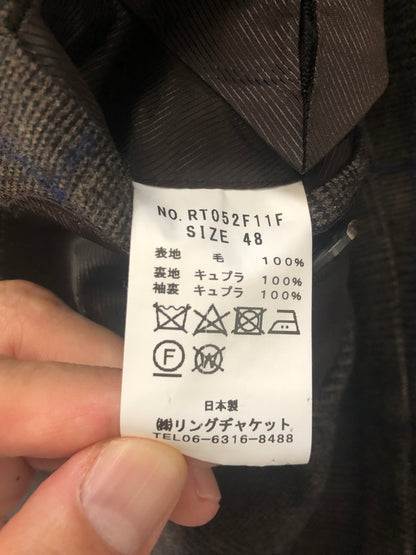 NO. RT052F11F
SIZE 48
表地 毛 100%
裏地 キュプラ 100%
袖裏 キュプラ 100%
F W
日本製
㈱リングヂャケット
TEL06-6316-8488